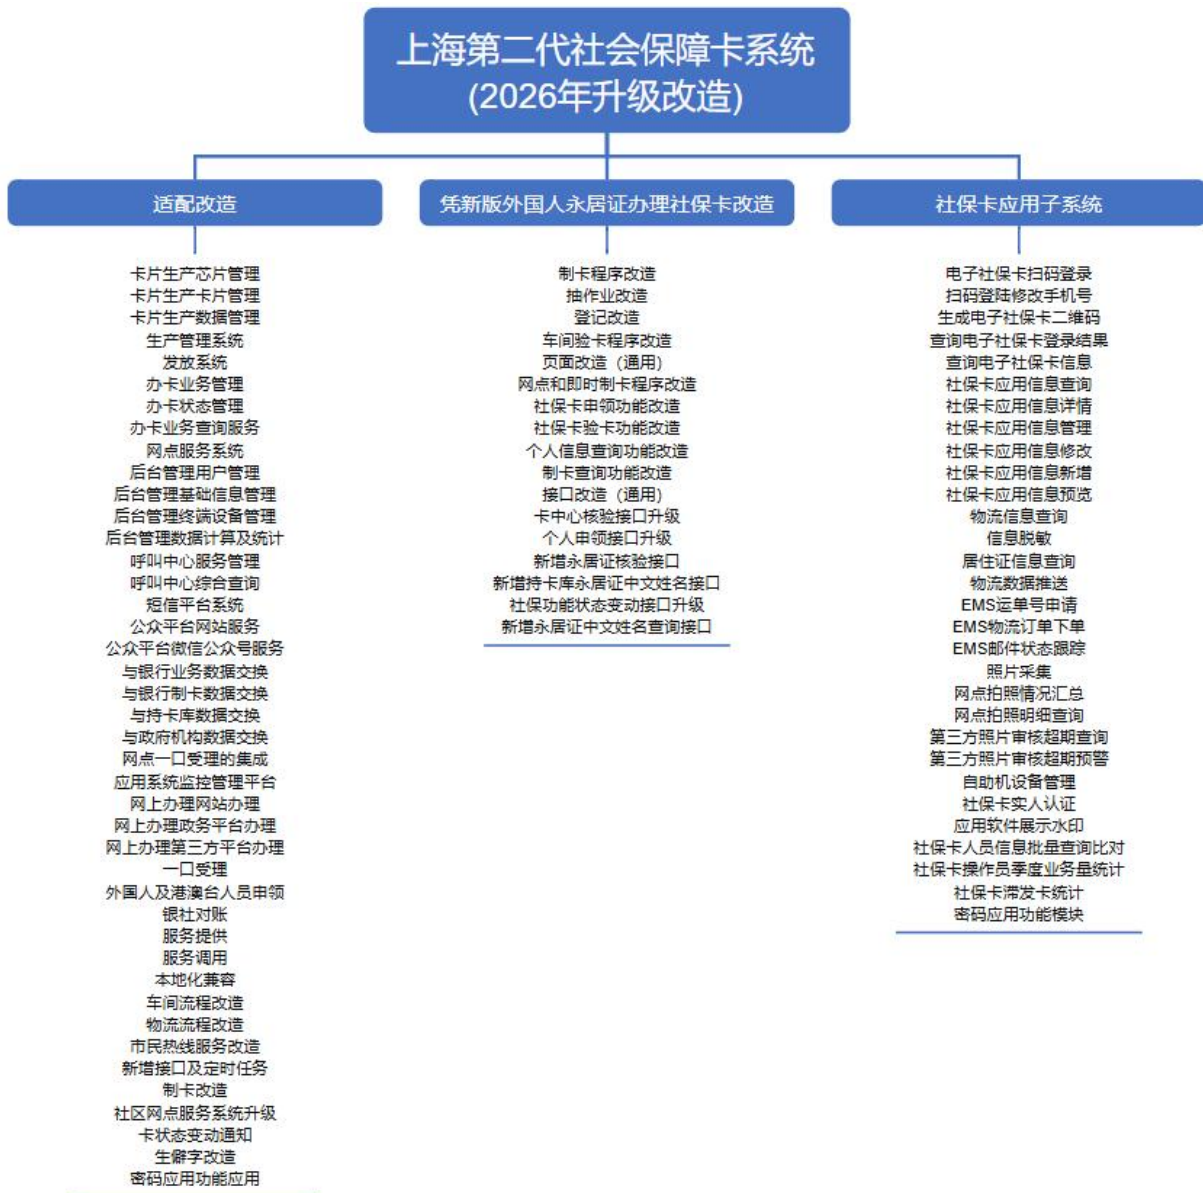 上海第二代社会保障卡系统
(2026年升级改造)
适配改造
卡片生产芯片管理
卡片生产卡片管理
卡片生产数据管理
生产管理系统
发放系统
办卡业务管理
办卡状态管理
办卡业务查询服务
网点服务系统
后台管理用户管理
后台管理基础信息管理
后台管理终端设备管理
后台管理数据计算及统计
呼叫中心服务管理
呼叫中心综合查询
短信平台系统
公众平台网站服务
公众平台微信公众号服务
与银行业务数据交换
与银行制卡数据交换
与持卡库数据交换
与政府机构数据交换
网点一口受理的集成
应用系统监控管理平台
网上办理网站办理
网上办理政务平台办理
网上办理第三方平台办理
一口受理
外国人及港澳台人员申领
银社对账
服务提供
服务调用
本地化兼容
车间流程改造
物流流程改造
市民热线服务改造
新增接口及定时任务
制卡改造
社区网点服务系统升级
卡状态变动通知
生僻字改造
密码应用功能应用
凭新版外国人永居证办理社保卡改造
制卡程序改造
抽作业改造
登记改造
车间验卡程序改造
页面改造（通用）
网点和即时制卡程序改造
社保卡申领功能改造
社保卡验卡功能改造
个人信息查询功能改造
制卡查询功能改造
接口改造（通用）
卡中心核验接口升级
个人申领接口升级
新增永居证核验接口
新增持卡库永居证中文姓名接口
社保功能状态变动接口升级
新增永居证中文姓名查询接口
社保卡应用子系统
电子社保卡扫码登录
扫码登陆修改手机号
生成电子社保卡二维码
查询电子社保卡登录结果
查询电子社保卡信息
社保卡应用信息查询
社保卡应用信息详情
社保卡应用信息管理
社保卡应用信息修改
社保卡应用信息新增
社保卡应用信息预览
物流信息查询
信息脱敏
居住证信息查询
物流数据推送
EMS运单号申请
EMS物流订单下单
EMS邮件状态跟踪
照片采集
网点拍照情况汇总
网点拍照明细查询
第三方照片审核超期查询
第三方照片审核超期预警
自助机设备管理
社保卡实人认证
应用软件展示水印
社保卡人员信息批量查询比对
社保卡操作员季度业务量统计
社保卡滞发卡统计
密码应用功能模块